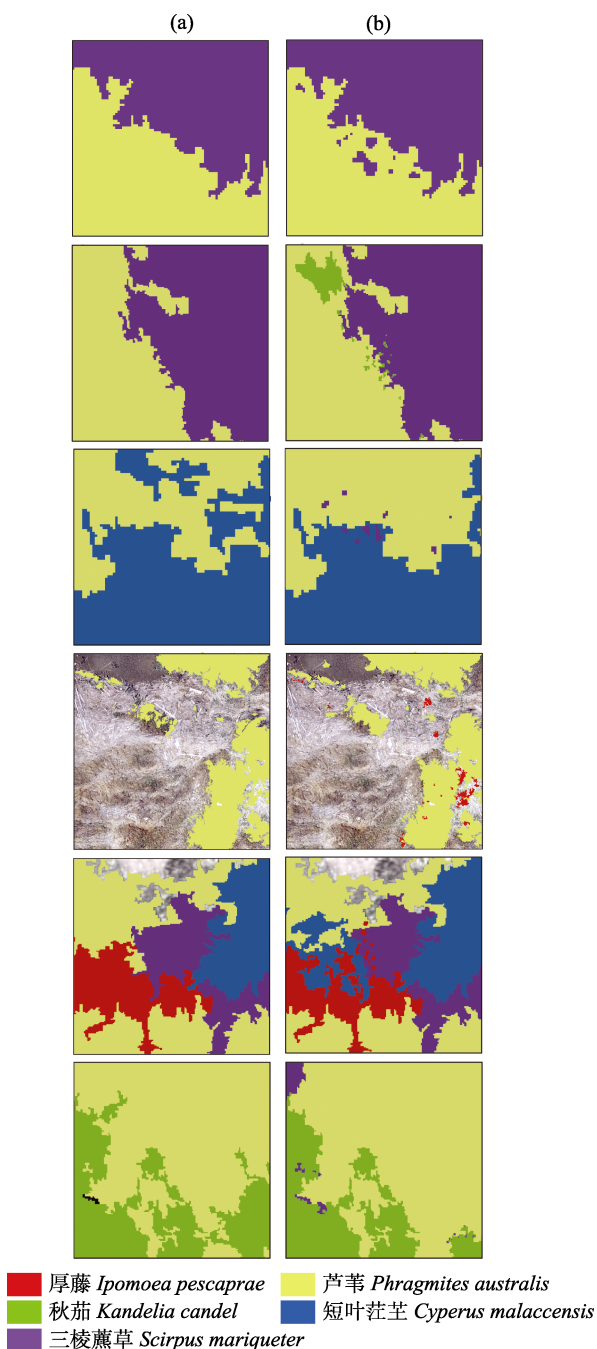 (a) (b)
厚藤 Ipomoea pescaprae 芦苇 Phragmites australis
秋茄 Kandelia candel 短叶茳芏 Cyperus malaccensis
三棱藨草 Scirpus mariqueter